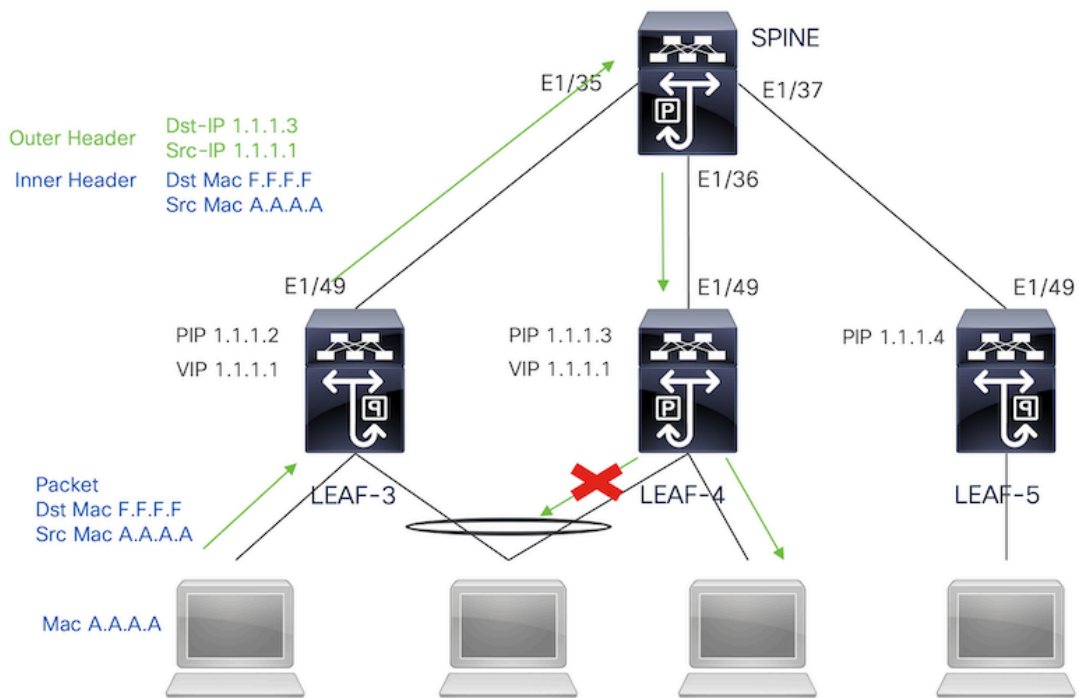 SPINE
E1/35
E1/37
Outer Header
Dst-IP 1.1.1.3
Src-IP 1.1.1.1
P
Inner Header
Dst Mac F.F.F.F
Src Mac A.A.A.A
E1/36
E1/49
E1/49
E1/49
PIP 1.1.1.2
VIP 1.1.1.1
PIP 1.1.1.3
VIP 1.1.1.1
PIP 1.1.1.4
P
P
P
Packet
Dst Mac F.F.F.F
Src Mac A.A.A.A
LEAF-3
LEAF-4
LEAF-5
Mac A.A.A.A